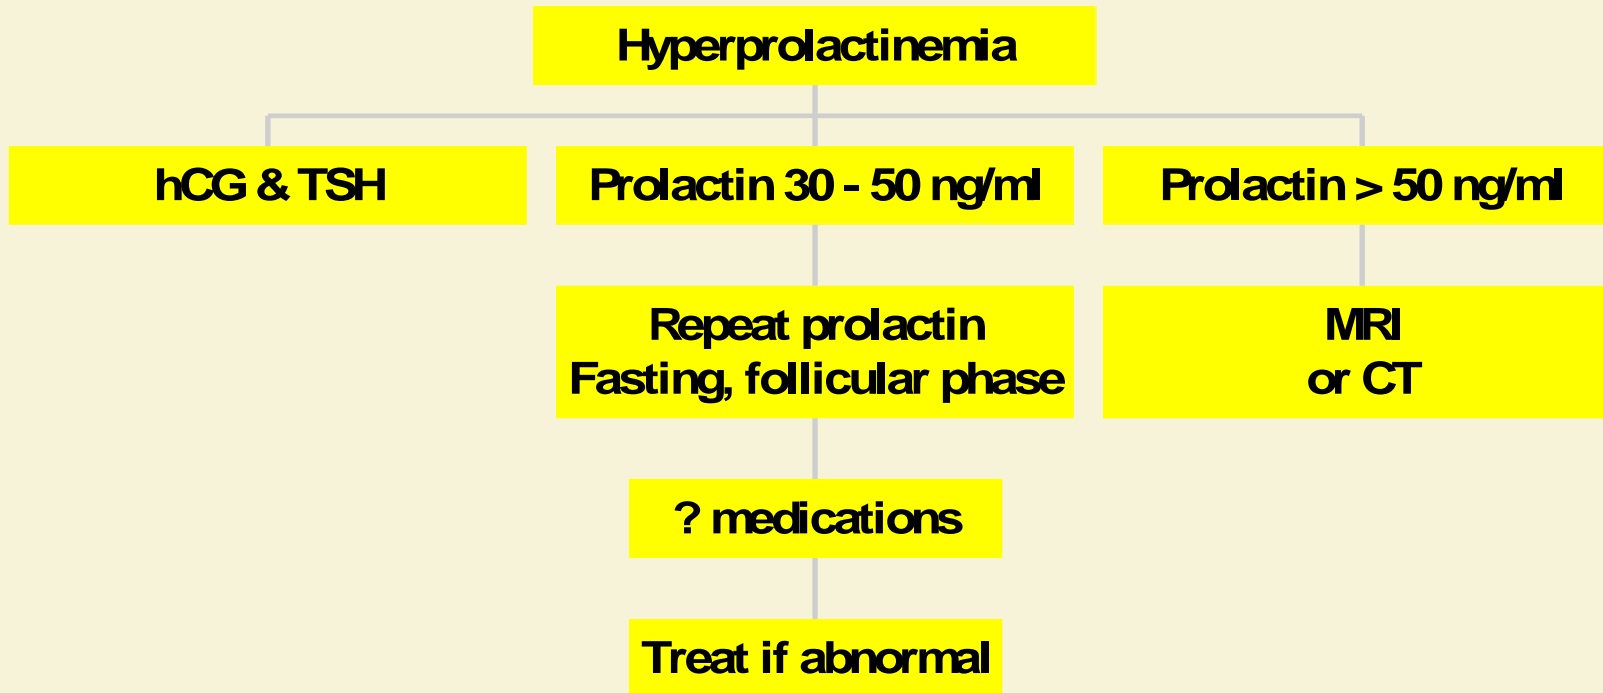 Hyperprolactinemia
hCG & TSH
Prolactin 30 - 50 ng/ml
Prolactin > 50 ng/ml
Repeat prolactin
Fasting, follicular phase
MRI
or CT
? medications
Treat if abnormal